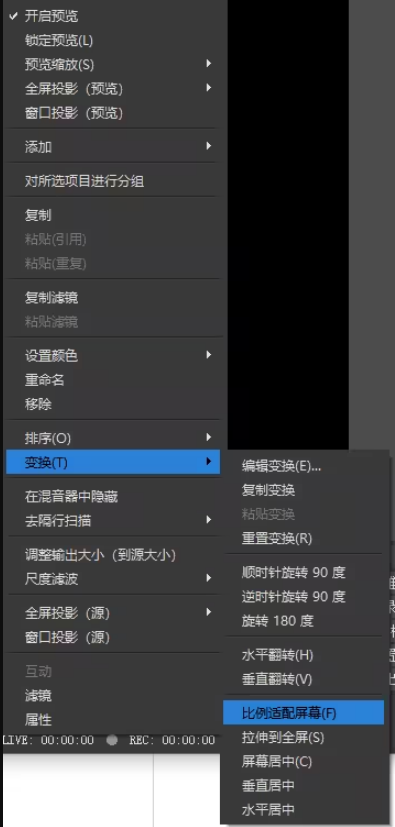 开启预览
锁定预览(L)
预览缩放(S)
全屏投影（预览）
窗口投影（预览）
添加
对所选项目进行分组
复制
粘贴(引用)
粘贴(重复)
复制滤镜
粘贴滤镜
设置颜色
重命名
移除
排序(O)
变换(T)
在混音器中隐藏
去隔行扫描
调整输出大小（到源大小）
尺度滤波
全屏投影（源）
窗口投影（源）
互动
滤镜
属性
LIVE: 00:00:00
REC: 00:00:00
编辑变换(E)...
复制变换
粘贴变换
重置变换(R)
顺时针旋转 90 度
逆时针旋转 90 度
旋转 180 度
水平翻转(H)
垂直翻转(V)
比例适配屏幕(F)
拉伸到全屏(S)
屏幕居中(C)
垂直居中
水平居中